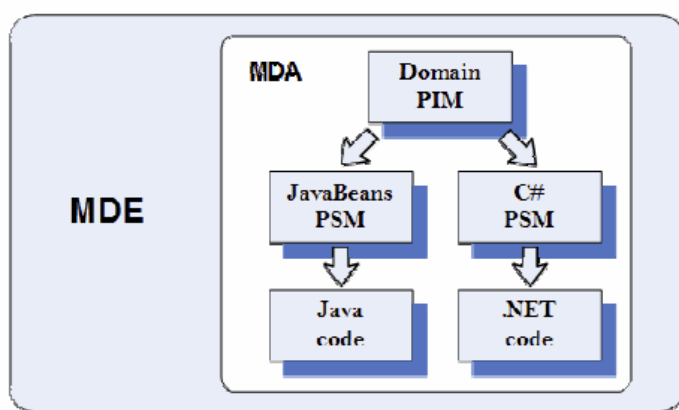 MDA
Domain
PIM
MDE
JavaBeans
PSM
C#
PSM
Java
code
.NET
code